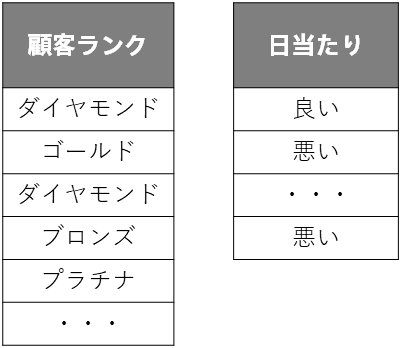 顧客ランク
ダイヤモンド
ゴールド
ダイヤモンド
ブロンズ
プラチナ
・・・
日当たり
良い
悪い
・・・
悪い